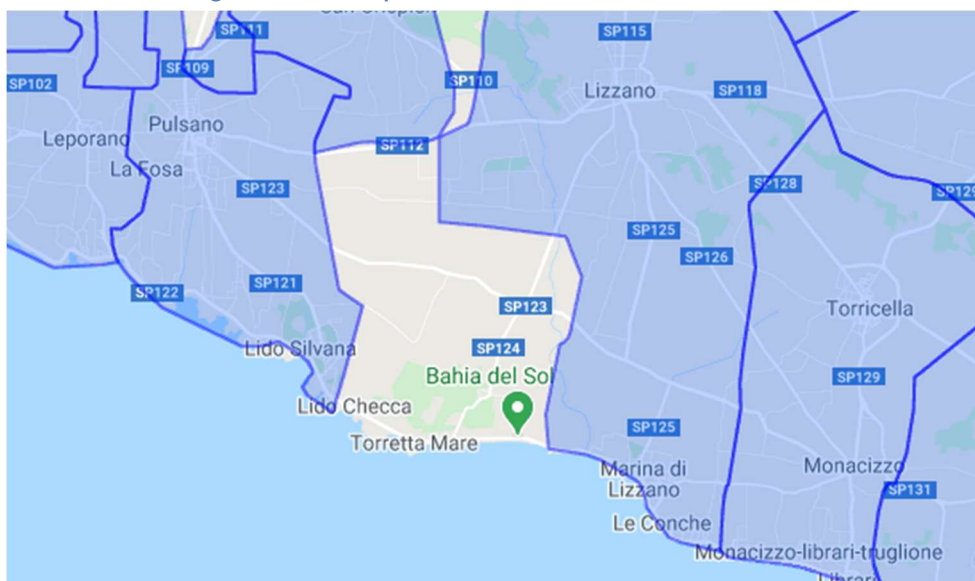 SP111
SP115
SP109
SP110
SP102
Lizzano
SP118
Pulsano
Leporano
SP112
La Fosa
SP123
SP128
SP129
SP125
SP126
SP121
SP122
SP123
Torricella
Lido Silvana
SP124
Bahia del Sol
SP129
Lido Checca
Torretta Mare
SP125
Marina di
Lizzano
Monacizzo
SP131
Le Conche
Monacizzo-librari-truglione
Librari